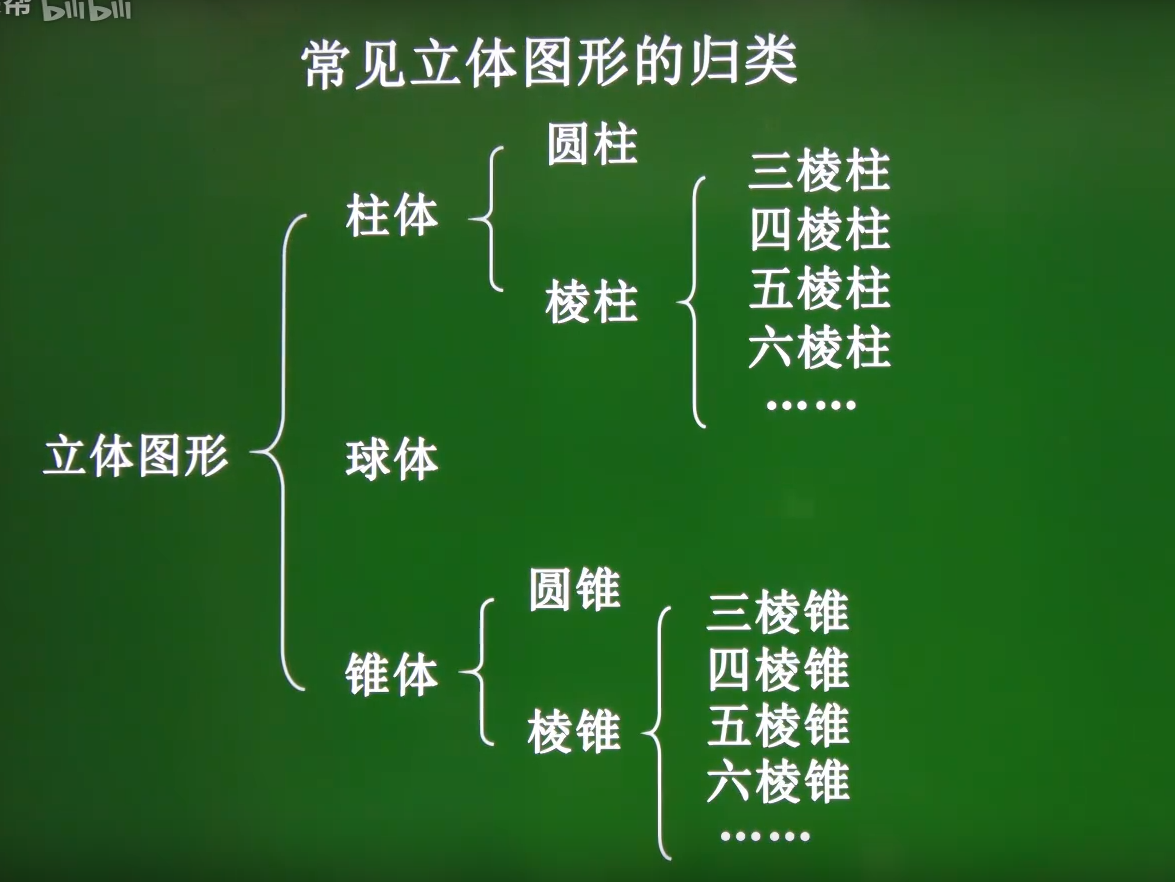 帮 bilibili
常见立体图形的归类
圆柱
三棱柱
柱体
四棱柱
五棱柱
棱柱
六棱柱
……
立体图形
球体
圆锥
三棱锥
锥体
四棱锥
五棱锥
棱锥
六棱锥
……